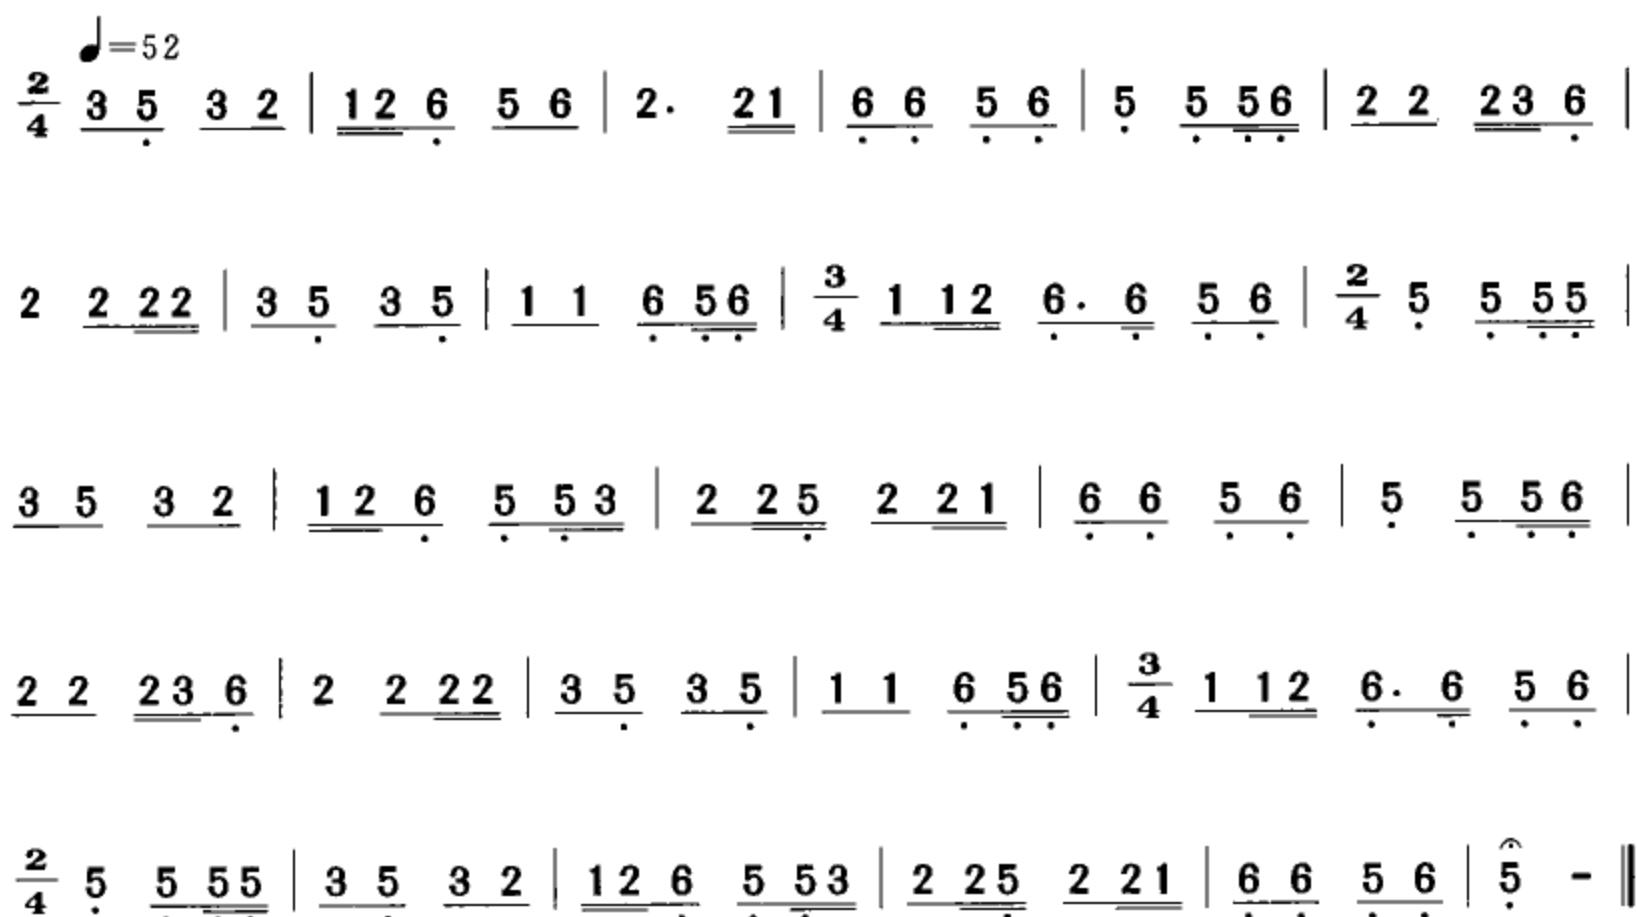 ♩=52
2/4 3 5̣ 3 2 | 1 2 6̣ 5 6 | 2· 2 1 | 6̣ 6̣ 5̣ 6̣ | 5̣ 5̣ 5̣ 6̣ | 2 2 2 3 6̣ |
2 2 2 2 | 3 5̣ 3 5̣ | 1 1 6̣ 5̣ 6̣ | 3/4 1 1 2 6̣· 6̣ 5̣ 6̣ | 2/4 5̣ 5̣ 5̣ 5̣ |
3 5 3 2 | 1 2 6̣ 5̣ 5̣ 3 | 2 2 5̣ 2 2 1 | 6̣ 6̣ 5̣ 6̣ | 5̣ 5̣ 5̣ 6̣ |
2 2 2 3 6̣ | 2 2 2 2 | 3 5̣ 3 5̣ | 1 1 6̣ 5̣ 6̣ | 3/4 1 1 2 6̣· 6̣ 5̣ 6̣ |
2/4 5̣ 5̣ 5̣ 5̣ | 3 5̣ 3 2 | 1 2 6̣ 5̣ 5̣ 3 | 2 2 5̣ 2 2 1 | 6̣ 6̣ 5̣ 6̣ | 5̣ - ‖